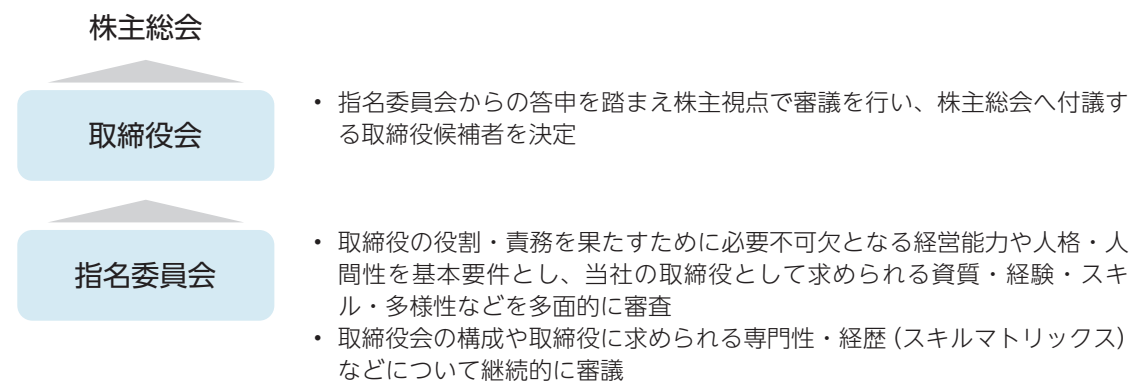 株主総会
取締役会
• 指名委員会からの答申を踏まえ株主視点で審議を行い、株主総会へ付議す
る取締役候補者を決定
指名委員会
• 取締役の役割・責務を果たすために必要不可欠となる経営能力や人格・人
間性を基本要件とし、当社の取締役として求められる資質・経験・スキ
ル・多様性などを多面的に審査
• 取締役会の構成や取締役に求められる専門性・経歴(スキルマトリックス)
などについて継続的に審議